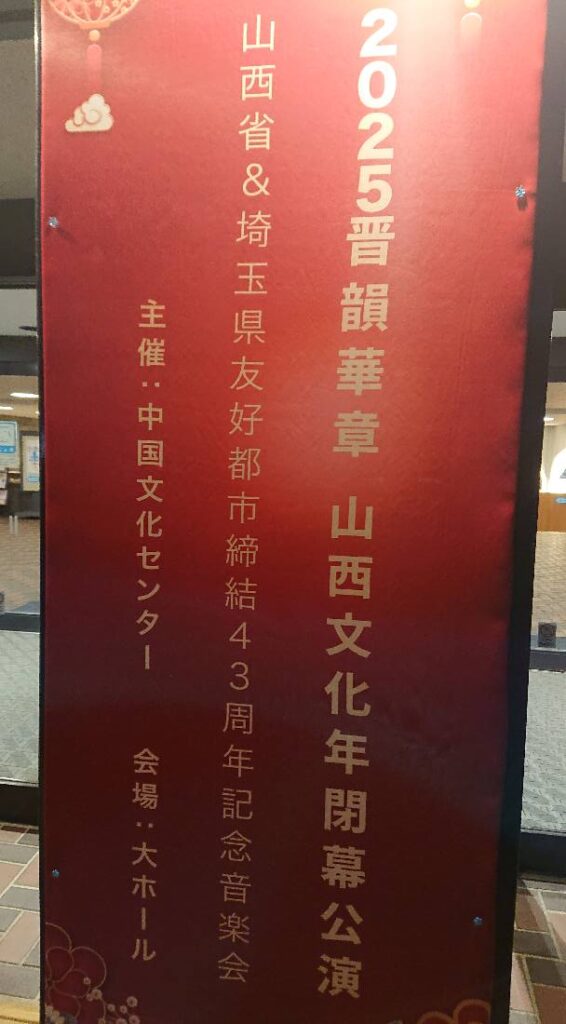 2025晋韻華章 山西文化年閉幕公演
山西省&埼玉県友好都市締結43周年記念音楽会
主催:中国文化センター 会場:大ホール